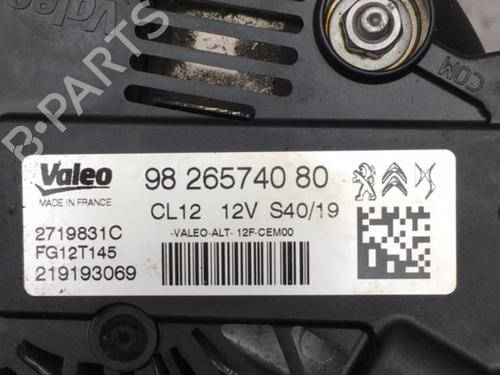 Valeo
COM
B-PARTS
Valeo
MADE IN FRANCE
98 265740 80
CL12 12V S40/19
-VALEO-ALT- 12F-CEM00
2719831C
FG12T145
219193069